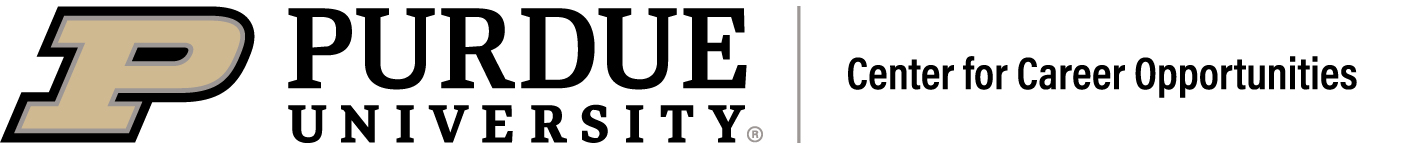 P
PURDUE
UNIVERSITY®
Center for Career Opportunities